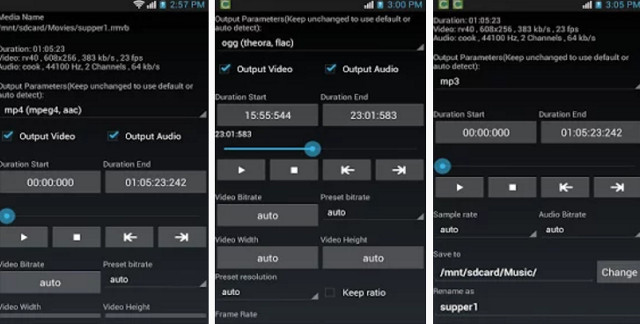 2:57 PM
Media Name
/mnt/sdcard/Movies/supper1.rmvb
Duration: 01:05:23
Video: rv40 , 608x256 , 383 kb/s , 23 fps
Audio: cook , 44100 Hz, 2 Channels , 64 kb/s
Output Parameters(Keep unchanged to use default or auto detect):
mp4 (mpeg4, aac)
Output Video
Output Audio
Duration Start
Duration End
00:00:000
01:05:23:242
Video Bitrate
Preset bitrate
auto
auto
Video Width
Video Height
3:00 PM
Output Parameters(Keep unchanged to use default or
auto detect):
ogg (theora, flac)
Output Video
Output Audio
Duration Start
Duration End
15:55:544
23:01:583
23:01:583
Video Bitrate
Preset bitrate
auto
auto
Video Width
Video Height
auto
auto
Preset resolution
auto
Keep ratio
Frame Rate
3:05 PM
Duration: 01:05:23
Video: rv40 , 608x256 , 383 kb/s , 23 fps
Audio: cook , 44100 Hz, 2 Channels , 64 kb/s
Output Parameters(Keep unchanged to use default or
auto detect):
mp3
Duration Start
Duration End
00:00:000
01:05:23:242
Sample rate
Audio Bitrate
auto
auto
Save to
/mnt/sdcard/Music/
Change
Rename as
supper1